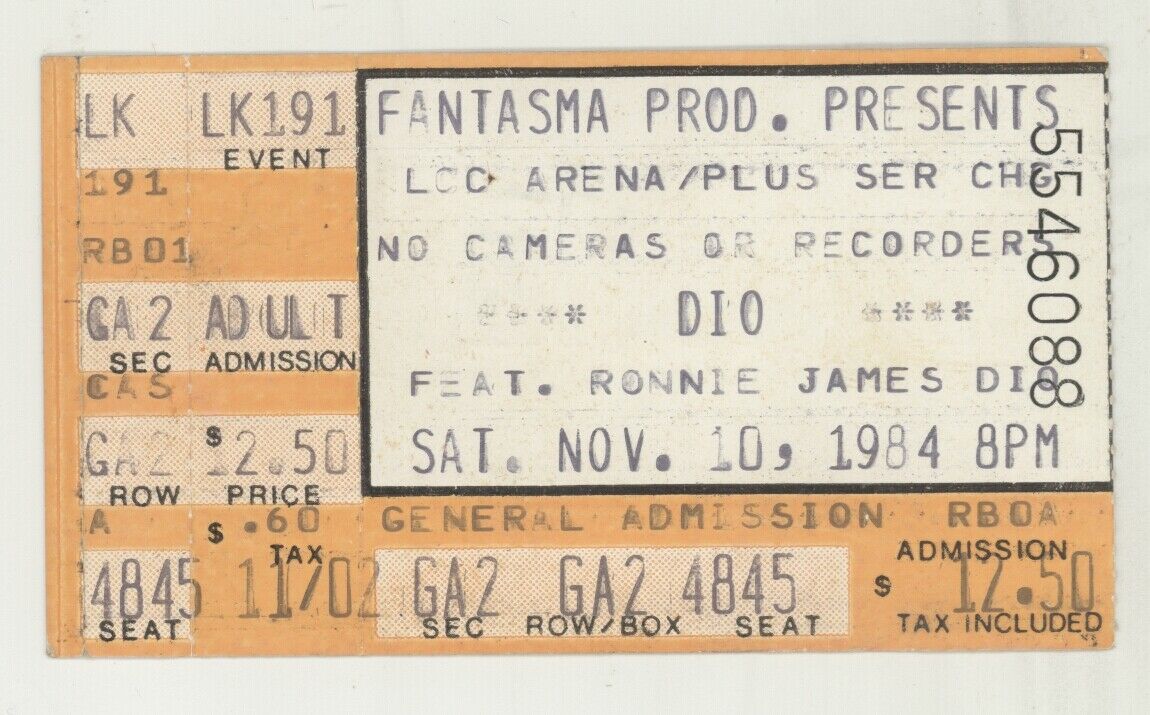 LK LK191
EVENT
191
RB01
GA2 ADULT
SEC ADMISSION
CAS
GA2 $12.50
ROW PRICE
A $ .60
TAX
4845 11/02
SEAT
FANTASMA PROD. PRESENTS
LCC ARENA/PLUS SER CHG
NO CAMERAS OR RECORDERS
**** DIO ****
FEAT. RONNIE JAMES DIO
SAT. NOV. 10, 1984 8PM
5546088
GENERAL ADMISSION RB0A
ADMISSION
GA2 GA2 4845 $ 12.50
SEC ROW/BOX SEAT TAX INCLUDED